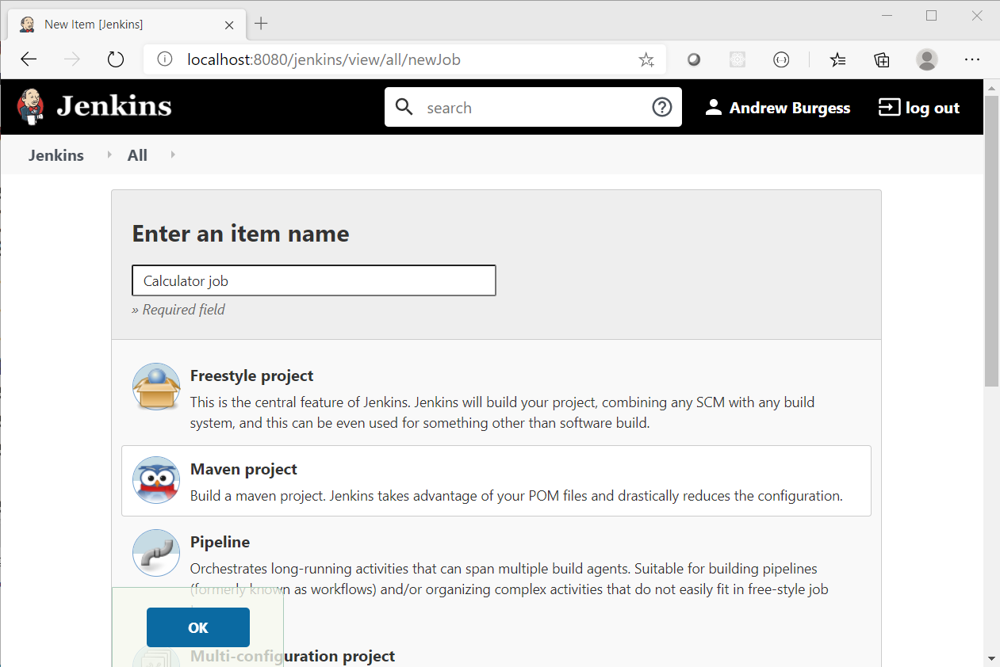 New Item [Jenkins]
localhost:8080/jenkins/view/all/newJob
Jenkins
search
Andrew Burgess
log out
Jenkins
All
Enter an item name
Calculator job
» Required field
Freestyle project
This is the central feature of Jenkins. Jenkins will build your project, combining any SCM with any build
system, and this can be even used for something other than software build.
Maven project
Build a maven project. Jenkins takes advantage of your POM files and drastically reduces the configuration.
Pipeline
Orchestrates long-running activities that can span multiple build agents. Suitable for building pipelines
(formerly known as workflows) and/or organizing complex activities that do not easily fit in free-style job
OK
Multi-configuration project